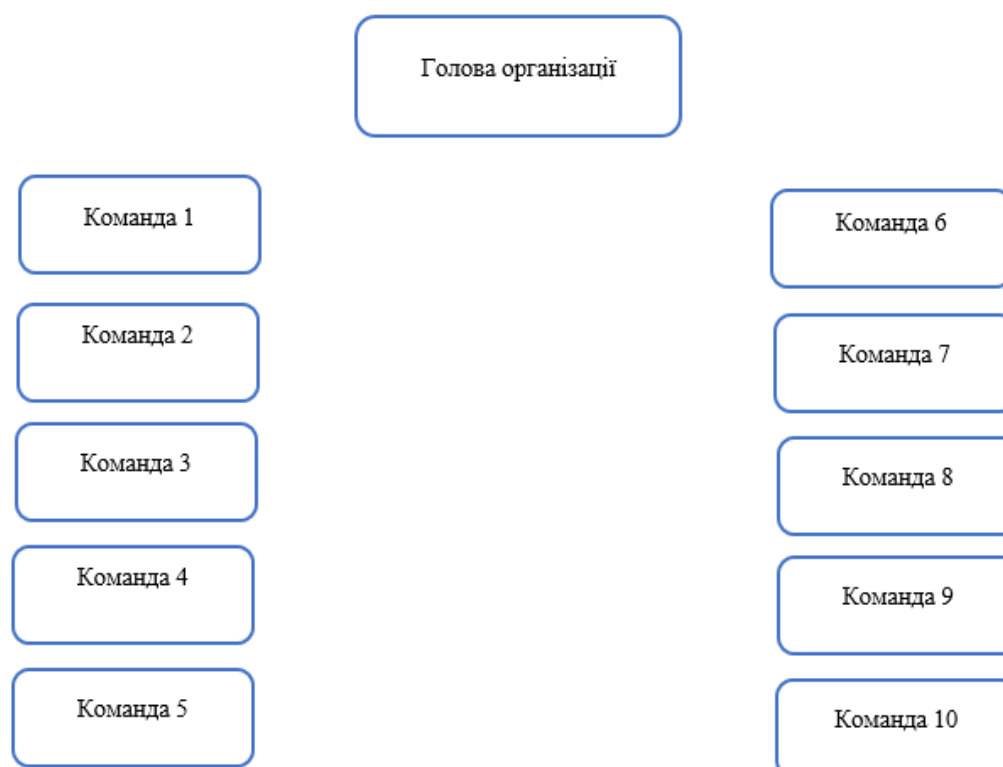 Голова організації
Команда 1
Команда 2
Команда 3
Команда 4
Команда 5
Команда 6
Команда 7
Команда 8
Команда 9
Команда 10